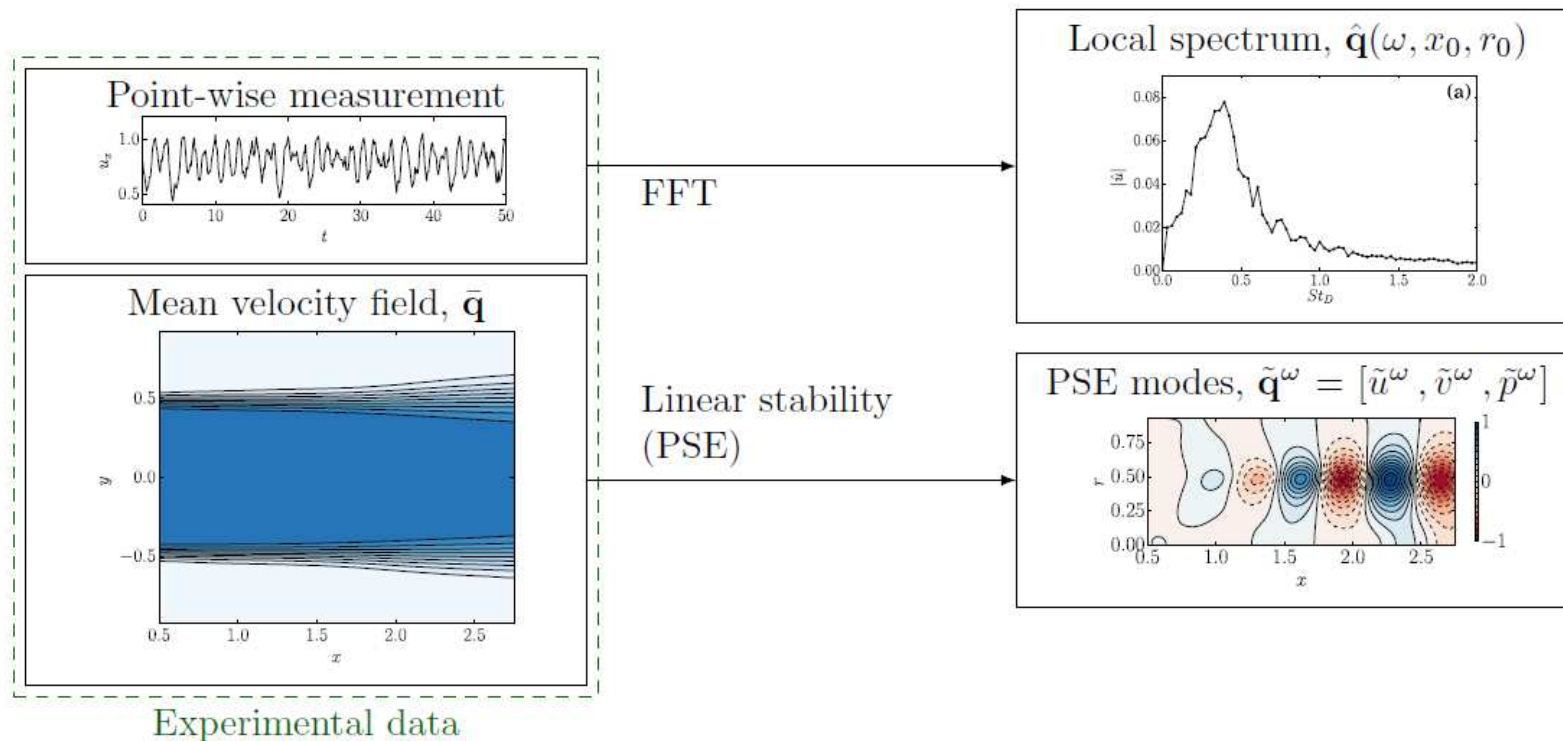 Point-wise measurement
u_x
1.0
0.5
0 10 20 30 40 50
t
Mean velocity field, q̄
y
0.5
0.0
−0.5
0.5 1.0 1.5 2.0 2.5
x
Experimental data
FFT
Linear stability
(PSE)
Local spectrum, q̂(ω, x₀, r₀)
(a)
|û|
0.08
0.06
0.04
0.02
0.00
0.0 0.5 1.0 1.5 2.0
St_D
PSE modes, q̃^ω = [ũ^ω , ṽ^ω , p̃^ω]
r
0.75
0.50
0.25
0.00
0.5 1.0 1.5 2.0 2.5
x
1
0
−1